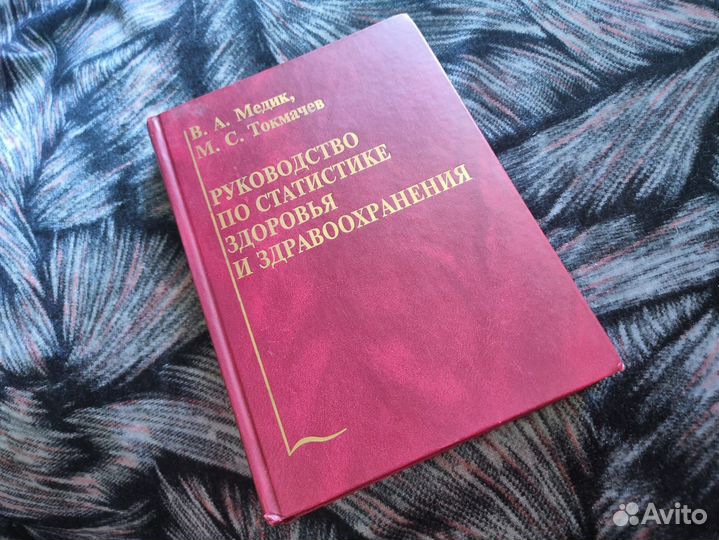 В. А. Медик,
М. С. Токмачев
РУКОВОДСТВО
ПО СТАТИСТИКЕ
ЗДОРОВЬЯ
И ЗДРАВООХРАНЕНИЯ
Avito